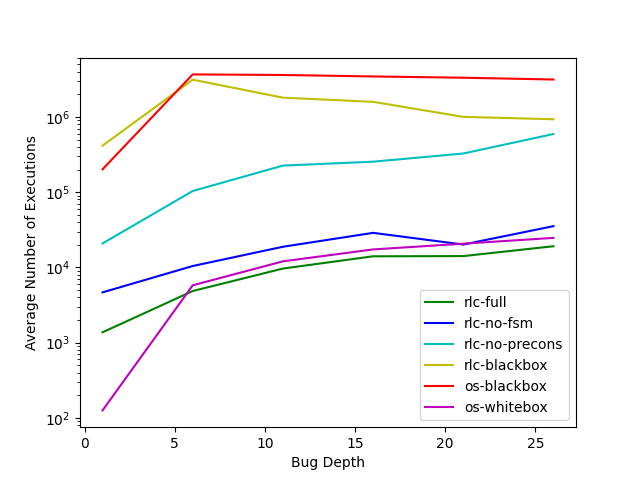 10^6
10^5
10^4
10^3
10^2
Average Number of Executions
0 5 10 15 20 25
Bug Depth
rlc-full
rlc-no-fsm
rlc-no-precons
rlc-blackbox
os-blackbox
os-whitebox